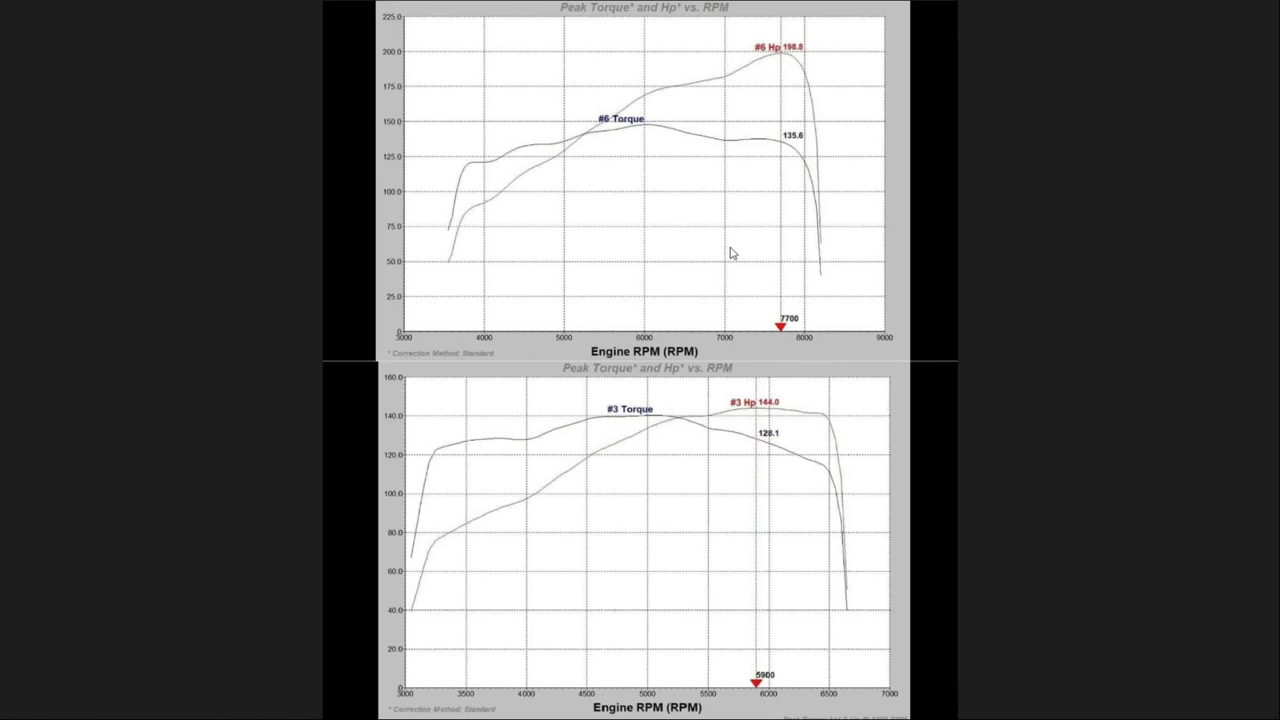 Peak Torque* and Hp* vs. RPM
225.0
200.0
175.0
150.0
125.0
100.0
75.0
50.0
25.0
0
#6 Hp 198.8
#6 Torque
135.6
7700
3000 4000 5000 6000 7000 8000 9000
Engine RPM (RPM)
* Correction Method: Standard
Peak Torque* and Hp* vs. RPM
160.0
140.0
120.0
100.0
80.0
60.0
40.0
20.0
0
#3 Hp 144.0
#3 Torque
128.1
5900
3000 3500 4000 4500 5000 5500 6000 6500 7000
Engine RPM (RPM)
* Correction Method: Standard